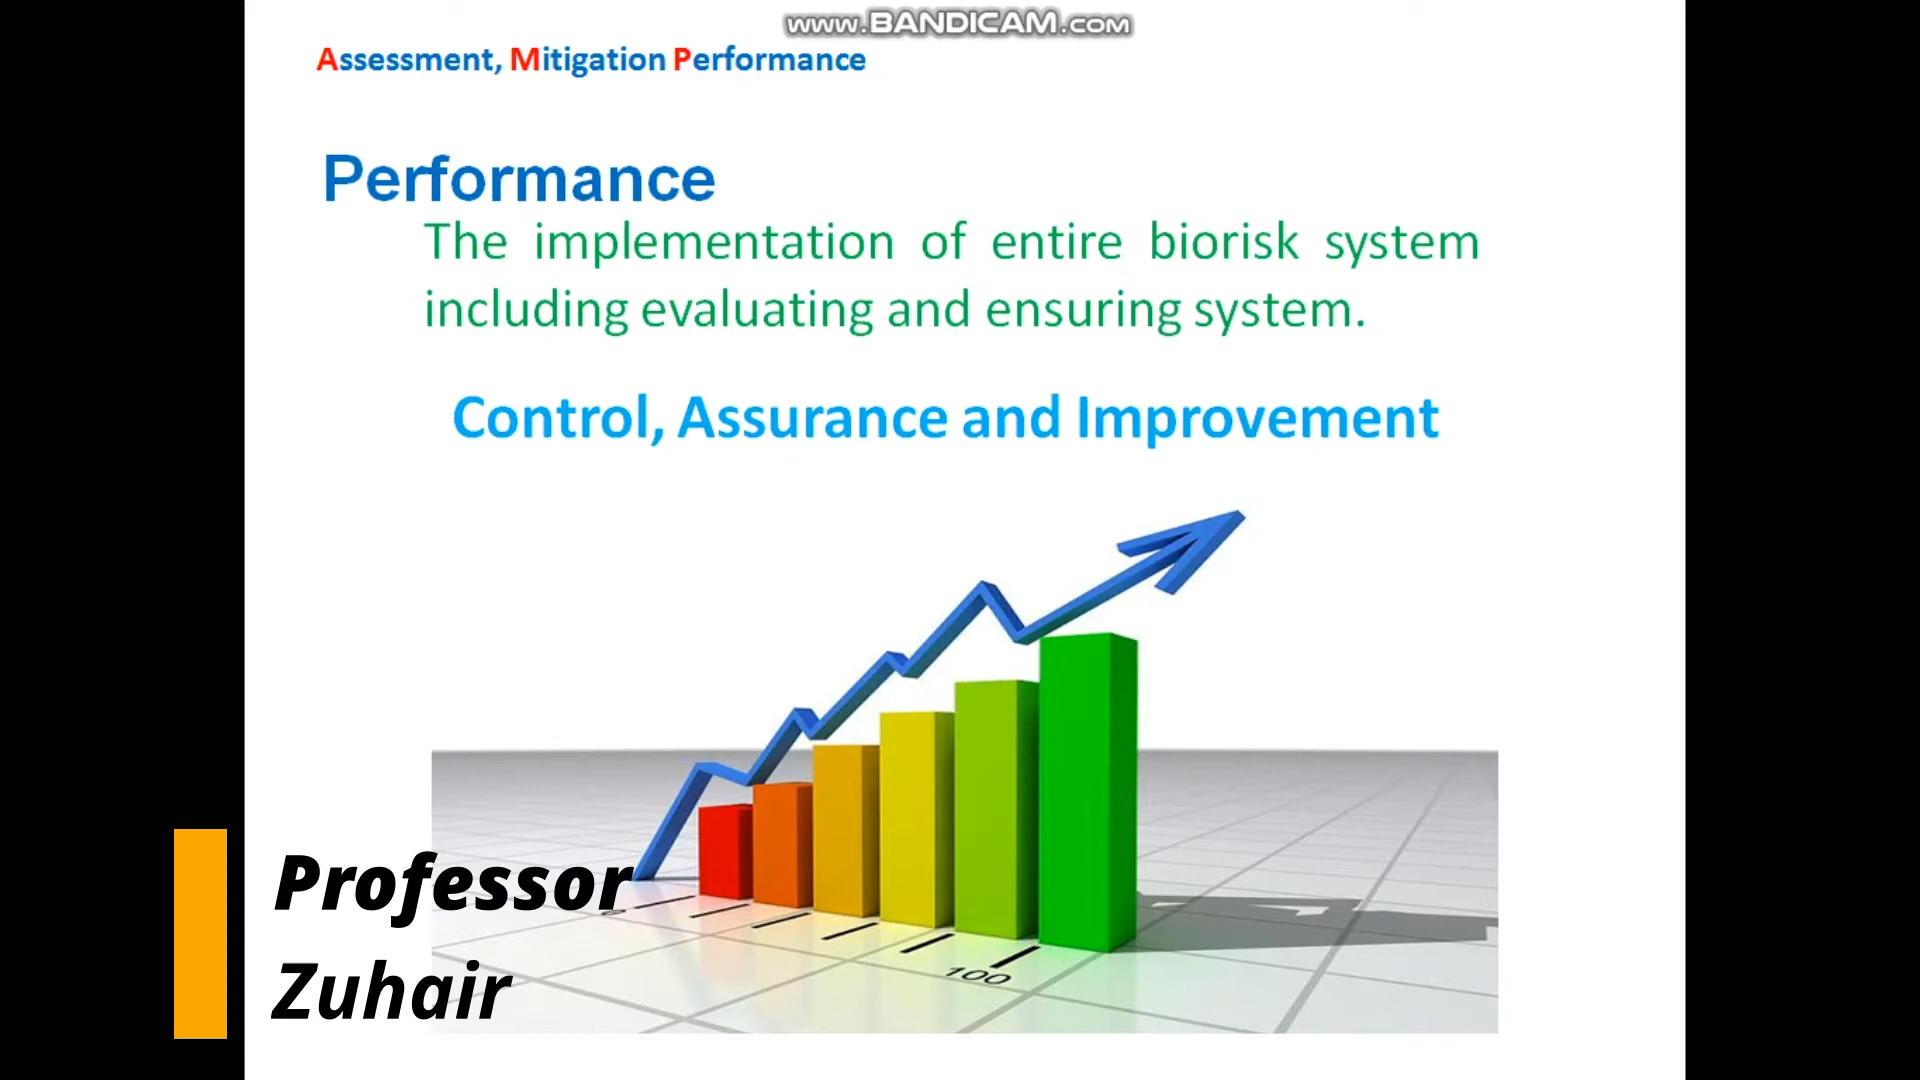 www.BANDICAM.com
Assessment, Mitigation Performance
Performance
The implementation of entire biorisk system
including evaluating and ensuring system.
Control, Assurance and Improvement
Professor
Zuhair
100